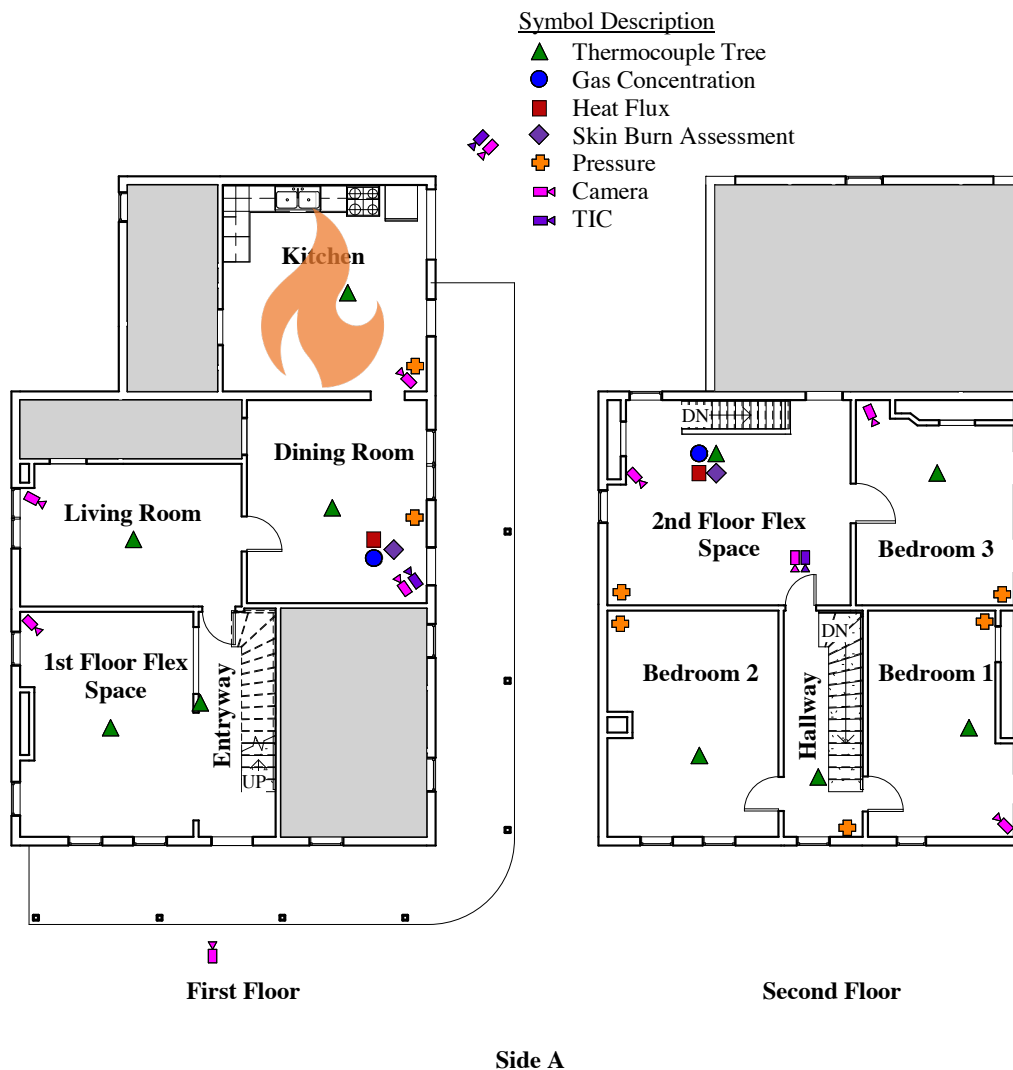 Symbol Description
Thermocouple Tree
Gas Concentration
Heat Flux
Skin Burn Assessment
Pressure
Camera
TIC
Kitchen
Dining Room
Living Room
1st Floor Flex
Space
Entryway
UP
First Floor
DN
2nd Floor Flex
Space
Bedroom 3
DN
Bedroom 2
Hallway
Bedroom 1
Second Floor
Side A